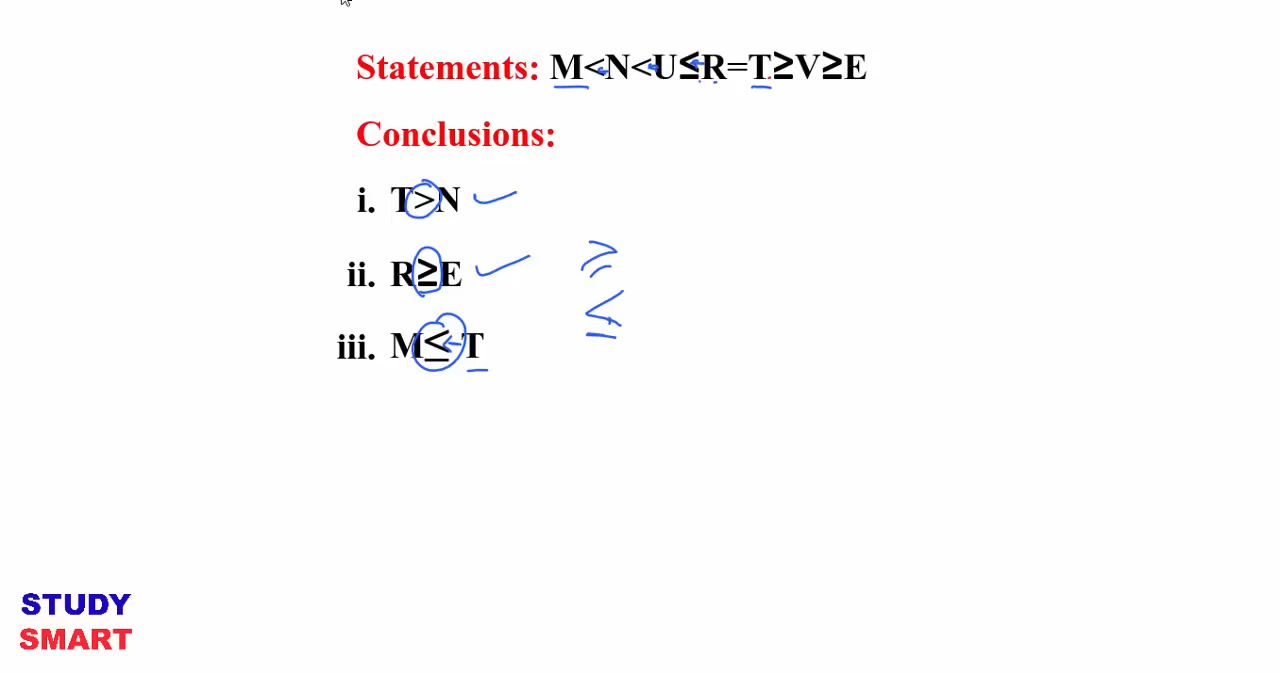 Statements: M<N<U≤R=T≥V≥E
Conclusions:
i. T>N
ii. R≥E
iii. M≤T
≥
≤
STUDY
SMART